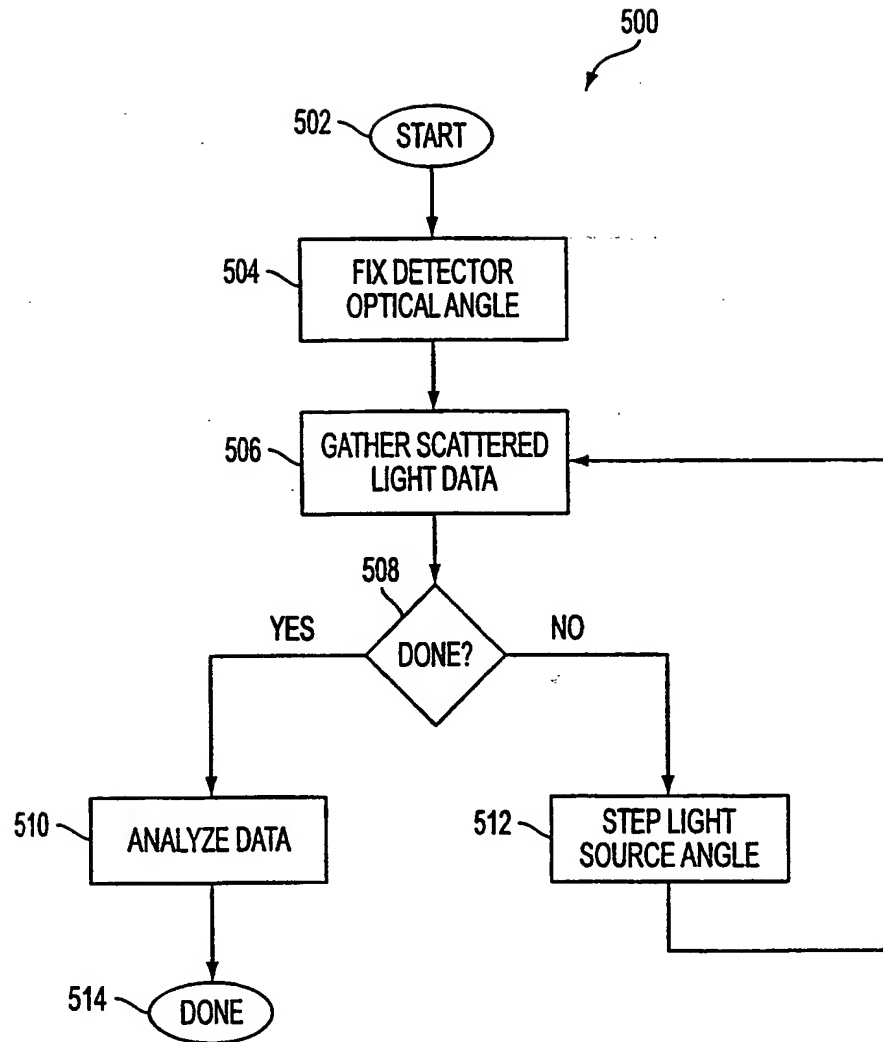 500
502
START
504
FIX DETECTOR
OPTICAL ANGLE
506
GATHER SCATTERED
LIGHT DATA
508
YES
DONE?
NO
510
ANALYZE DATA
512
STEP LIGHT
SOURCE ANGLE
514
DONE